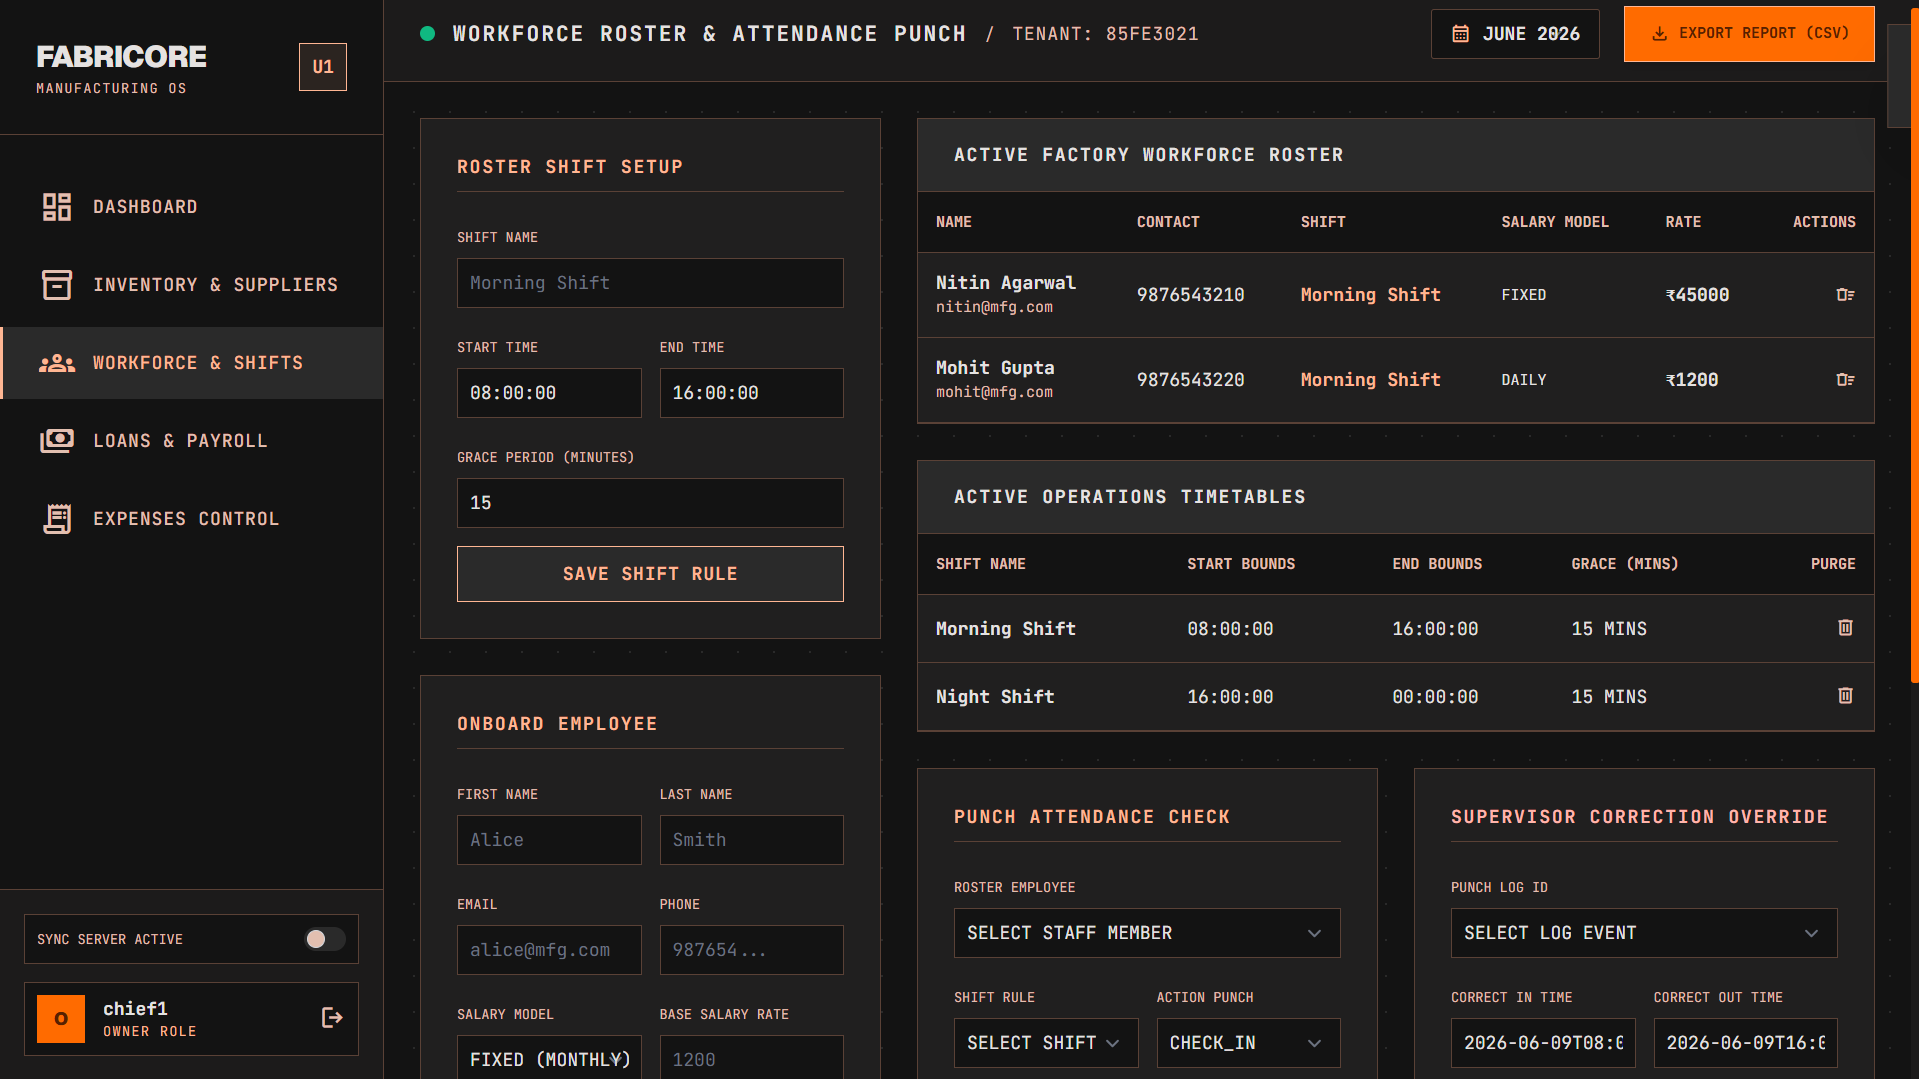 FABRICORE
MANUFACTURING OS
U1
DASHBOARD
INVENTORY & SUPPLIERS
WORKFORCE & SHIFTS
LOANS & PAYROLL
EXPENSES CONTROL
SYNC SERVER ACTIVE
O
chief1
OWNER ROLE
WORKFORCE ROSTER & ATTENDANCE PUNCH / TENANT: 85FE3021
JUNE 2026
EXPORT REPORT (CSV)
ROSTER SHIFT SETUP
SHIFT NAME
Morning Shift
START TIME END TIME
08:00:00 16:00:00
GRACE PERIOD (MINUTES)
15
SAVE SHIFT RULE
ONBOARD EMPLOYEE
FIRST NAME LAST NAME
Alice Smith
EMAIL PHONE
alice@mfg.com 987654...
SALARY MODEL BASE SALARY RATE
FIXED (MONTHLY) 1200
ACTIVE FACTORY WORKFORCE ROSTER
NAME CONTACT SHIFT SALARY MODEL RATE ACTIONS
Nitin Agarwal 9876543210 Morning Shift FIXED ₹45000
nitin@mfg.com
Mohit Gupta 9876543220 Morning Shift DAILY ₹1200
mohit@mfg.com
ACTIVE OPERATIONS TIMETABLES
SHIFT NAME START BOUNDS END BOUNDS GRACE (MINS) PURGE
Morning Shift 08:00:00 16:00:00 15 MINS
Night Shift 16:00:00 00:00:00 15 MINS
PUNCH ATTENDANCE CHECK
ROSTER EMPLOYEE
SELECT STAFF MEMBER
SHIFT RULE ACTION PUNCH
SELECT SHIFT CHECK_IN
SUPERVISOR CORRECTION OVERRIDE
PUNCH LOG ID
SELECT LOG EVENT
CORRECT IN TIME CORRECT OUT TIME
2026-06-09T08:0 2026-06-09T16:0